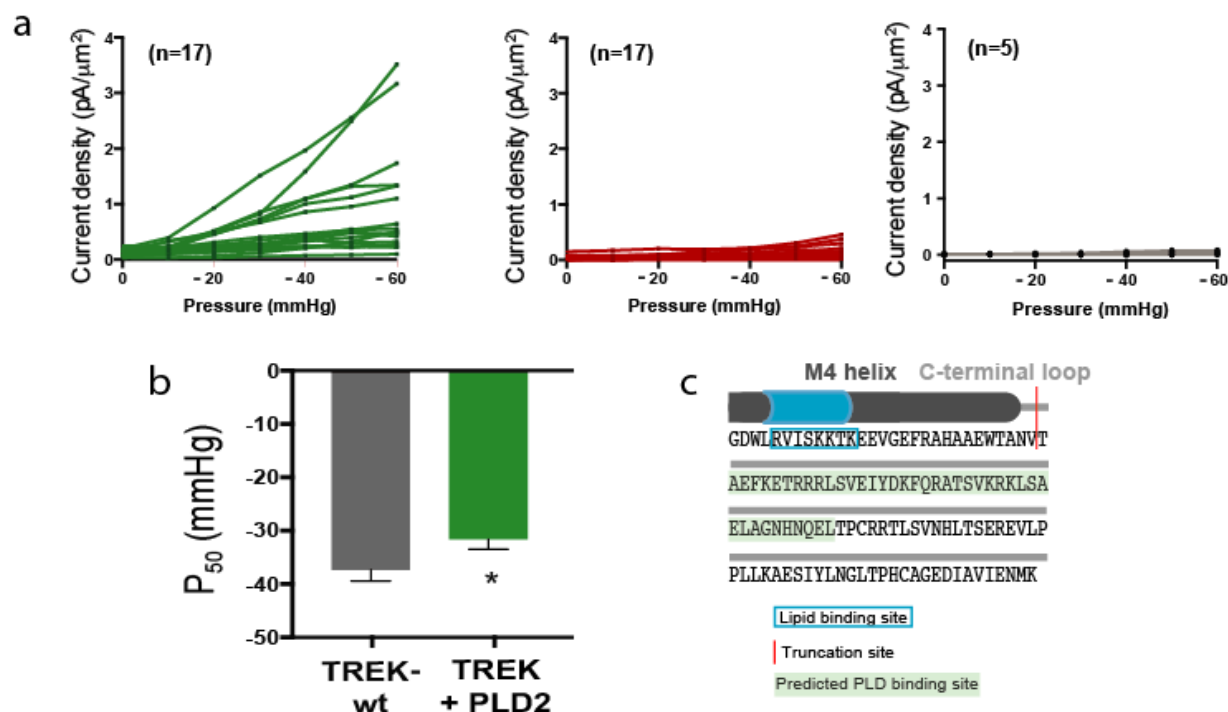 a
Current density (pA/μm²)
4
3
2
1
0
(n=17)
0
-20
-40
-60
Pressure (mmHg)
Current density (pA/μm²)
4
3
2
1
0
(n=17)
0
-20
-40
-60
Pressure (mmHg)
Current density (pA/μm²)
4
3
2
1
0
(n=5)
0
-20
-40
-60
Pressure (mmHg)
b
P50 (mmHg)
0
-10
-20
-30
-40
-50
*
TREK-
wt
TREK
+ PLD2
c
M4 helix C-terminal loop
GDWLRVISKKTKEEVGEFRAHAAEWTANVT
AEFKETRRRLSVEIYDKFQRATSVKRKLSA
ELAGNHNQELTPCRRTLSVNHLTSEREVLP
PLLKAESIYLNGLTPHCAGEDIAVIENMK
Lipid binding site
Truncation site
Predicted PLD binding site